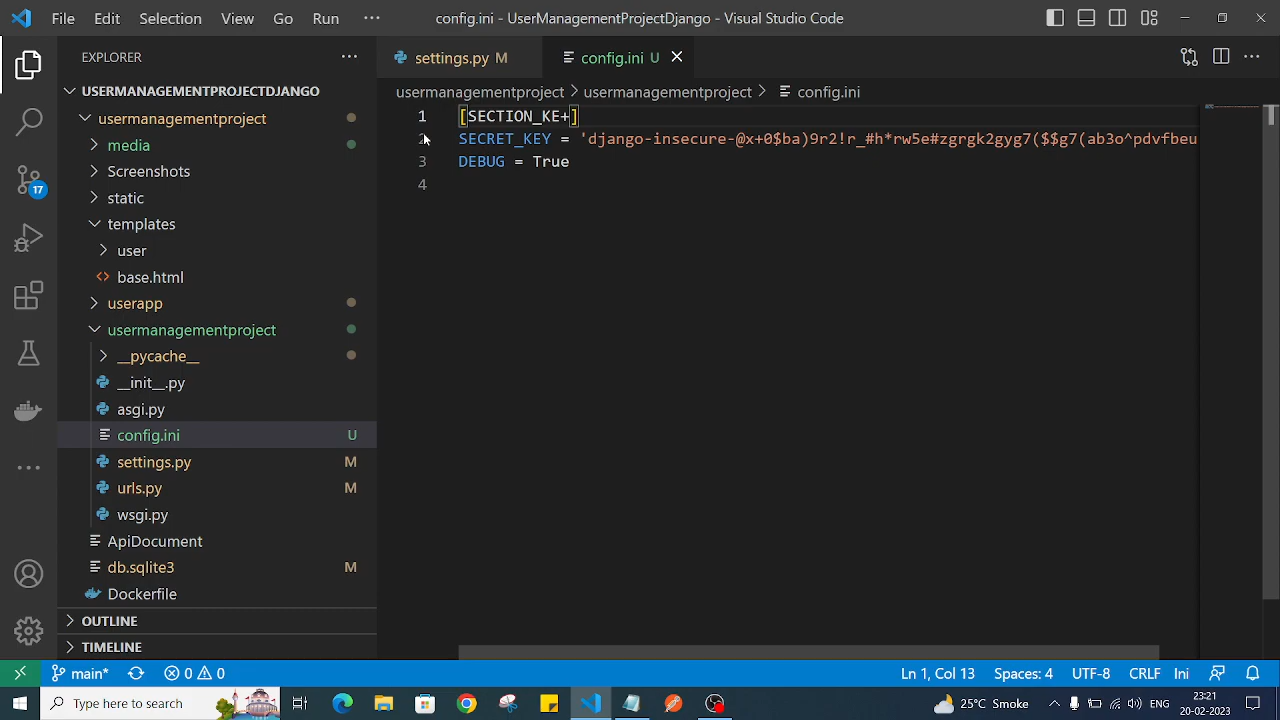 File Edit Selection View Go Run ··· config.ini - UserManagementProjectDjango - Visual Studio Code
EXPLORER ···
settings.py M
config.ini U
USERMANAGEMENTPROJECTDJANGO
usermanagementproject
media
Screenshots
static
templates
user
base.html
userapp
usermanagementproject
__pycache__
__init__.py
asgi.py
config.ini U
settings.py M
urls.py M
wsgi.py
ApiDocument
db.sqlite3 M
Dockerfile
OUTLINE
TIMELINE
17
usermanagementproject > usermanagementproject > config.ini
1 [SECTION_KE+]
2 SECRET_KEY = 'django-insecure-@x+0$ba)9r2!r_#h*rw5e#zgrgk2gyg7($$g7(ab3o^pdvfbeu
3 DEBUG = True
4
main* 0 0 Ln 1, Col 13 Spaces: 4 UTF-8 CRLF Ini
Type here to search 25°C Smoke ENG 23:21
20-02-2023